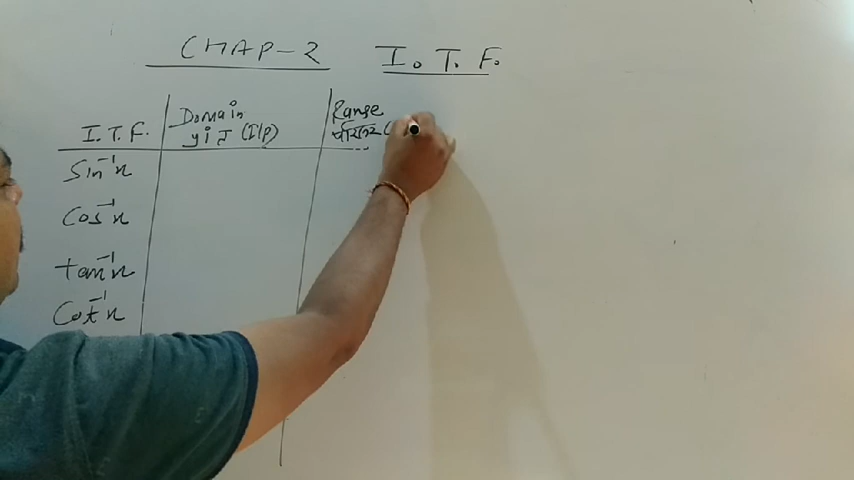 CHAP-2 I.T.F.
I.T.F. Domain Range
(I/p)
Sin⁻¹x
Cos⁻¹x
tan⁻¹x
Cot⁻¹x